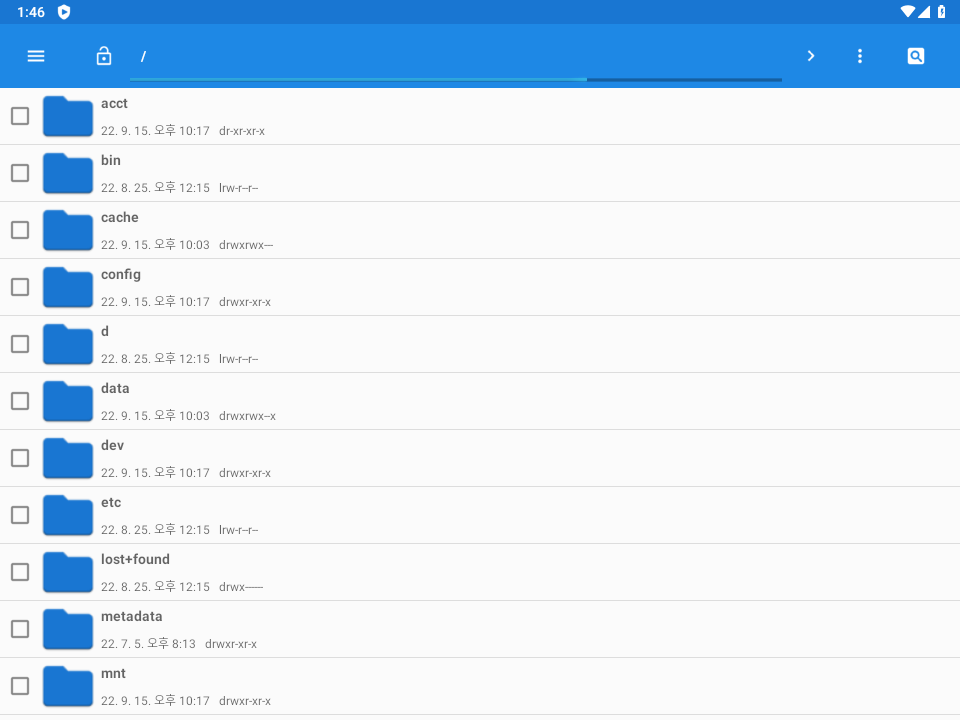 1:46
/
acct
22. 9. 15. 오후 10:17 dr-xr-xr-x
bin
22. 8. 25. 오후 12:15 lrw-r--r--
cache
22. 9. 15. 오후 10:03 drwxrwx---
config
22. 9. 15. 오후 10:17 drwxr-xr-x
d
22. 8. 25. 오후 12:15 lrw-r--r--
data
22. 9. 15. 오후 10:03 drwxrwx--x
dev
22. 9. 15. 오후 10:17 drwxr-xr-x
etc
22. 8. 25. 오후 12:15 lrw-r--r--
lost+found
22. 8. 25. 오후 12:15 drwx------
metadata
22. 7. 5. 오후 8:13 drwxr-xr-x
mnt
22. 9. 15. 오후 10:17 drwxr-xr-x